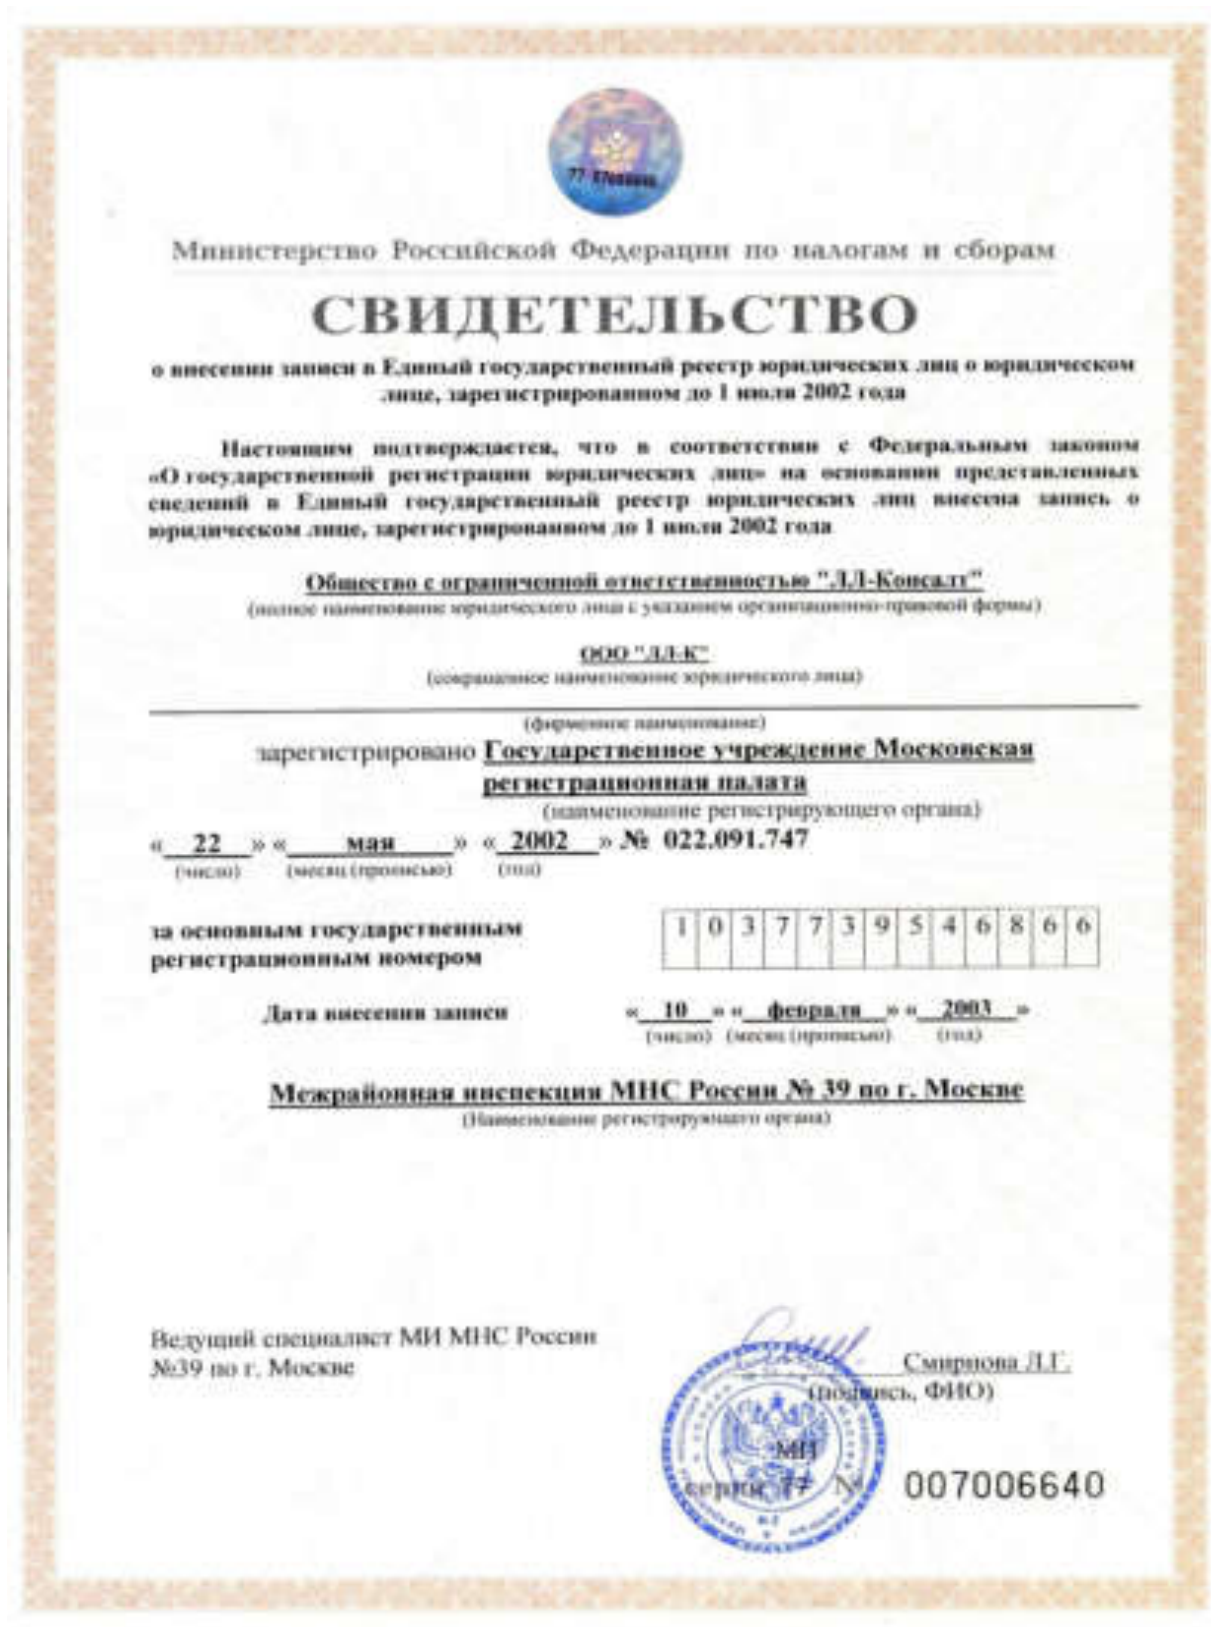 Министерство Российской Федерации по налогам и сборам
СВИДЕТЕЛЬСТВО
о внесении записи в Единый государственный реестр юридических лиц о юридическом
лице, зарегистрированном до 1 июля 2002 года
Настоящим подтверждается, что в соответствии с Федеральным законом
«О государственной регистрации юридических лиц» на основании представленных
сведений в Единый государственный реестр юридических лиц внесена запись о
юридическом лице, зарегистрированном до 1 июля 2002 года
Общество с ограниченной ответственностью "ЛЛ-Консалт"
(полное наименование юридического лица с указанием организационно-правовой формы)
ООО "ЛЛ-К"
(сокращенное наименование юридического лица)
(фирменное наименование)
зарегистрировано Государственное учреждение Московская
регистрационная палата
(наименование регистрирующего органа)
« 22 » « мая » « 2002 » № 022.091.747
(число) (месяц (прописью) (год)
за основным государственным
регистрационным номером
1 0 3 7 7 3 9 5 4 6 8 6 6
Дата внесения записи « 10 » « февраля » « 2003 »
(число) (месяц (прописью) (год)
Межрайонная инспекция МНС России № 39 по г. Москве
(Наименование регистрирующего органа)
Ведущий специалист МИ МНС России
№39 по г. Москве
Смирнова Л.Г.
(подпись, ФИО)
МП
серия 77 № 007006640